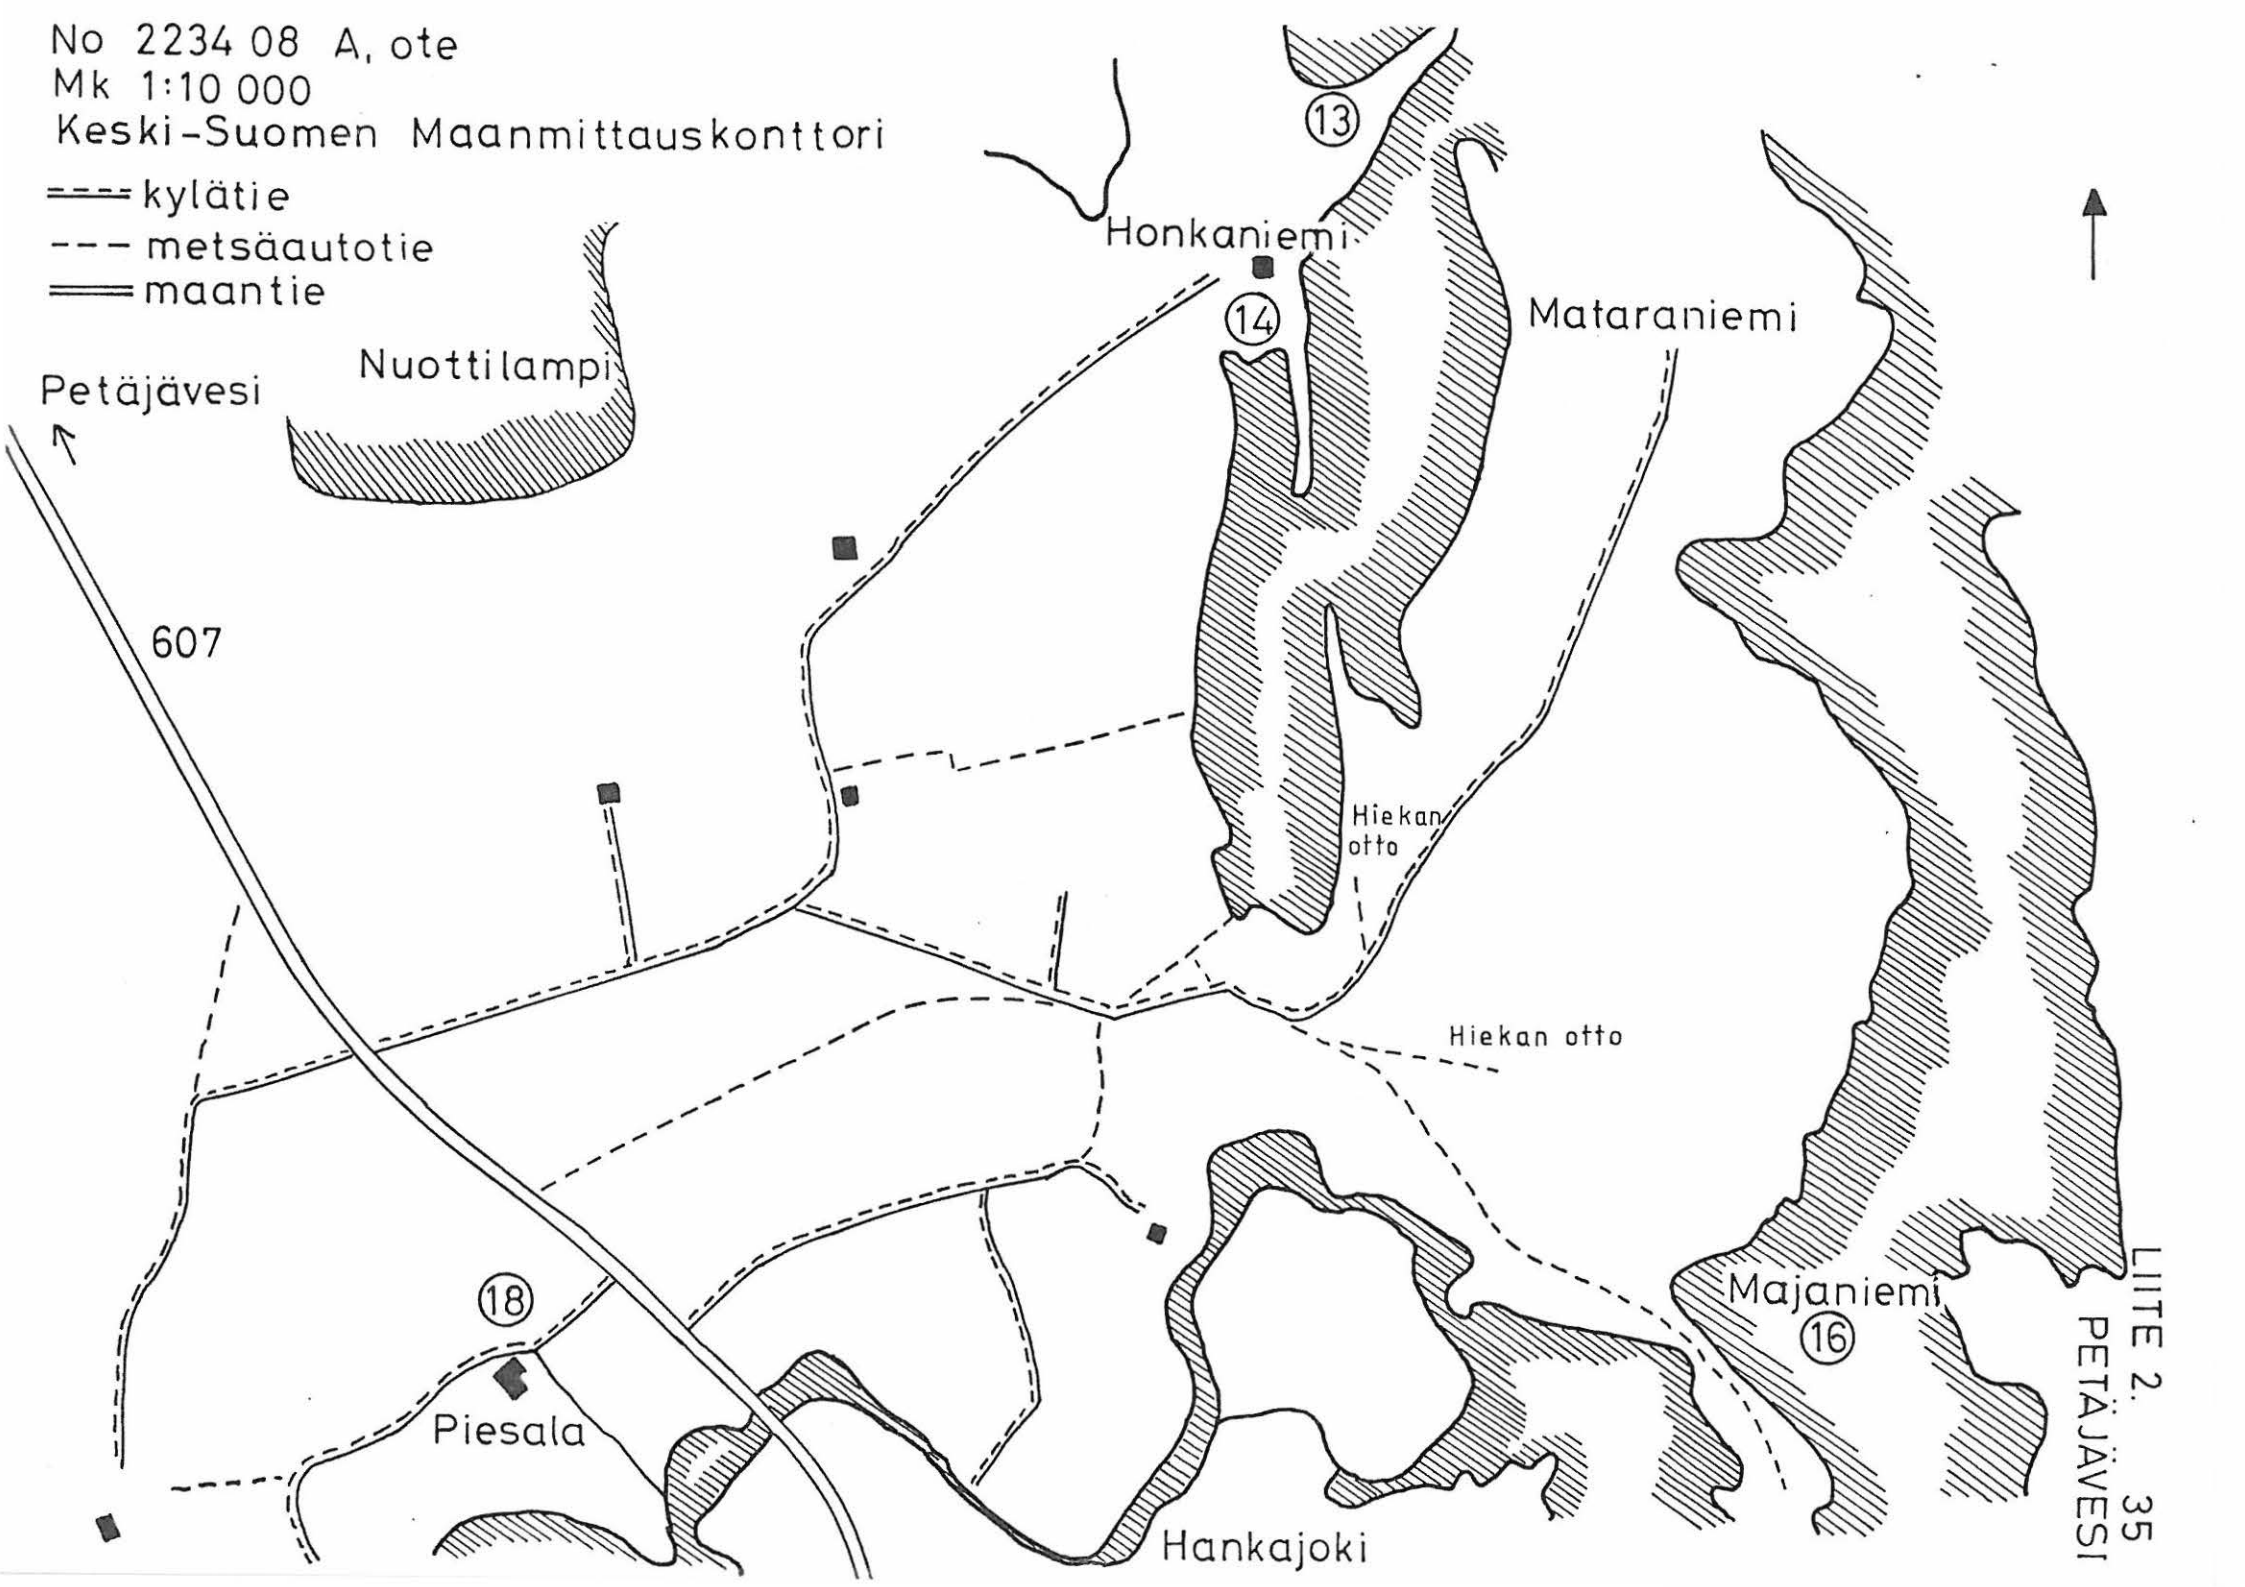 No 2234 08 A, ote
Mk 1:10 000
Keski-Suomen Maanmittauskonttori
kylätie
metsäautotie
maantie
13
Honkaniemi
14
Mataraniemi
Nuottilampi
Petäjävesi
607
Hiekan
otto
Hiekan otto
18
Piesala
Majaniemi
16
Hankajoki
LIITE 2. 35
PETÄJÄVESI